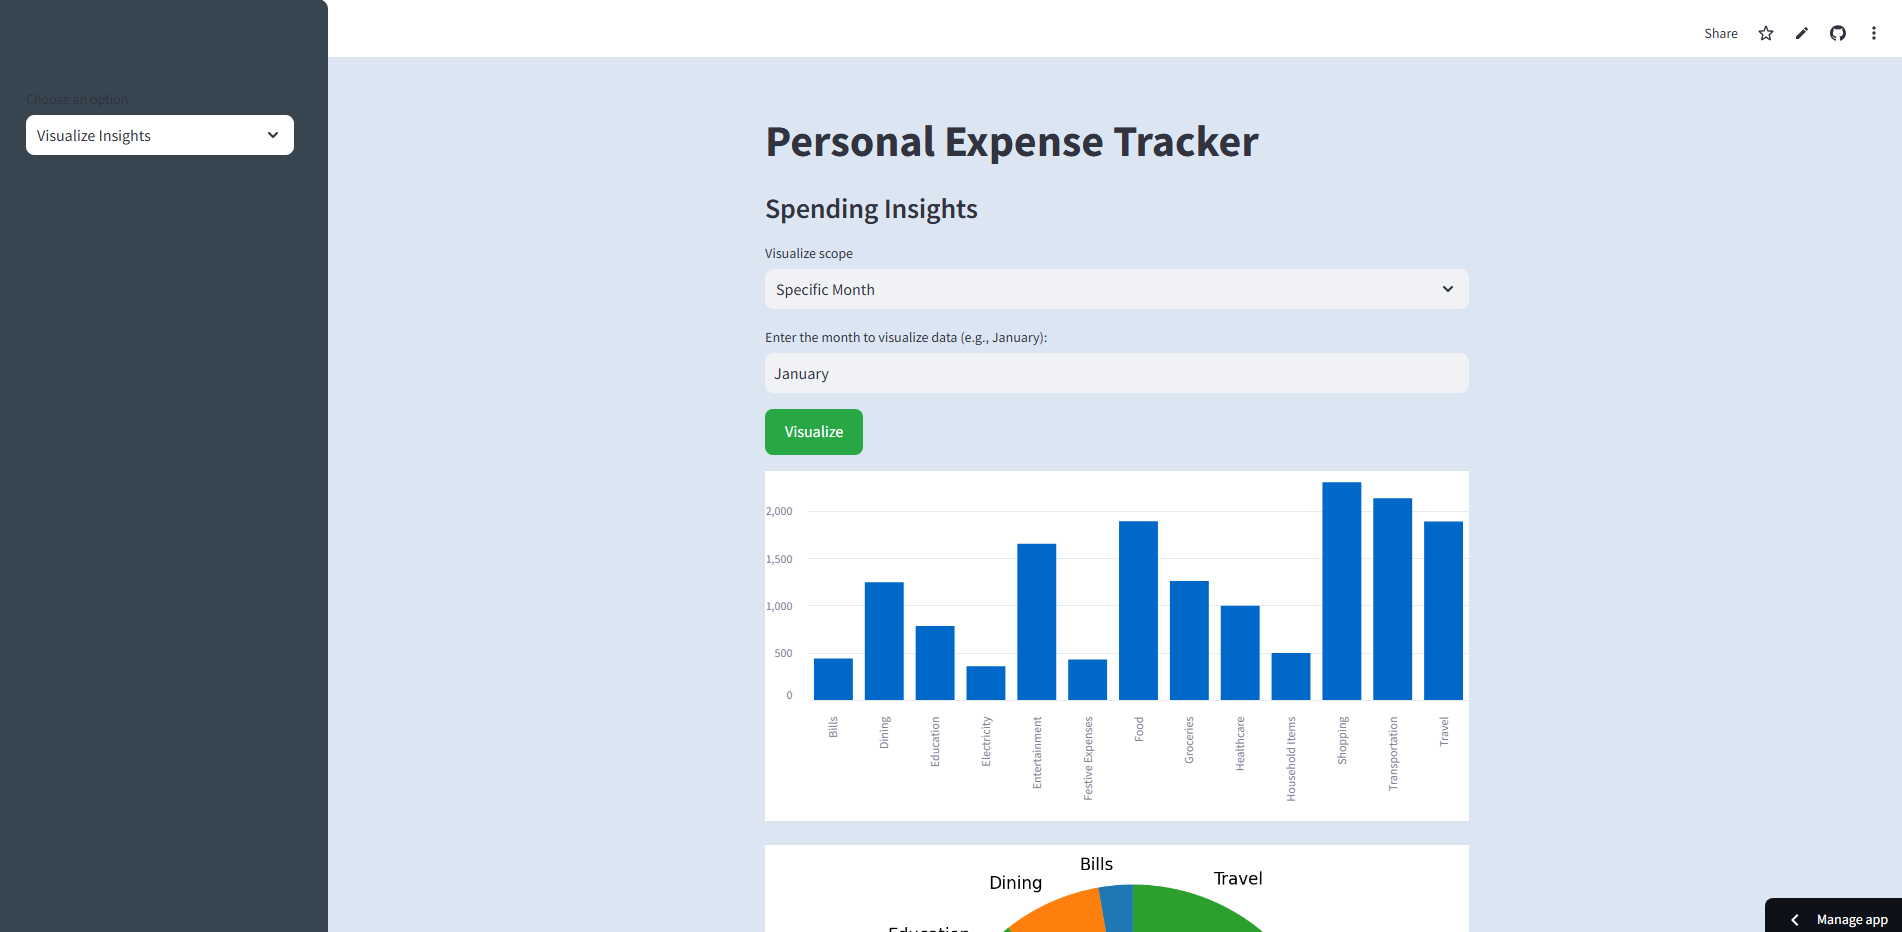 Share
Choose an option
Visualize Insights
Personal Expense Tracker
Spending Insights
Visualize scope
Specific Month
Enter the month to visualize data (e.g., January):
January
Visualize
2,000
1,500
1,000
500
0
Bills
Dining
Education
Electricity
Entertainment
Festive Expenses
Food
Groceries
Healthcare
Household Items
Shopping
Transportation
Travel
Bills
Dining
Travel
Education
Manage app